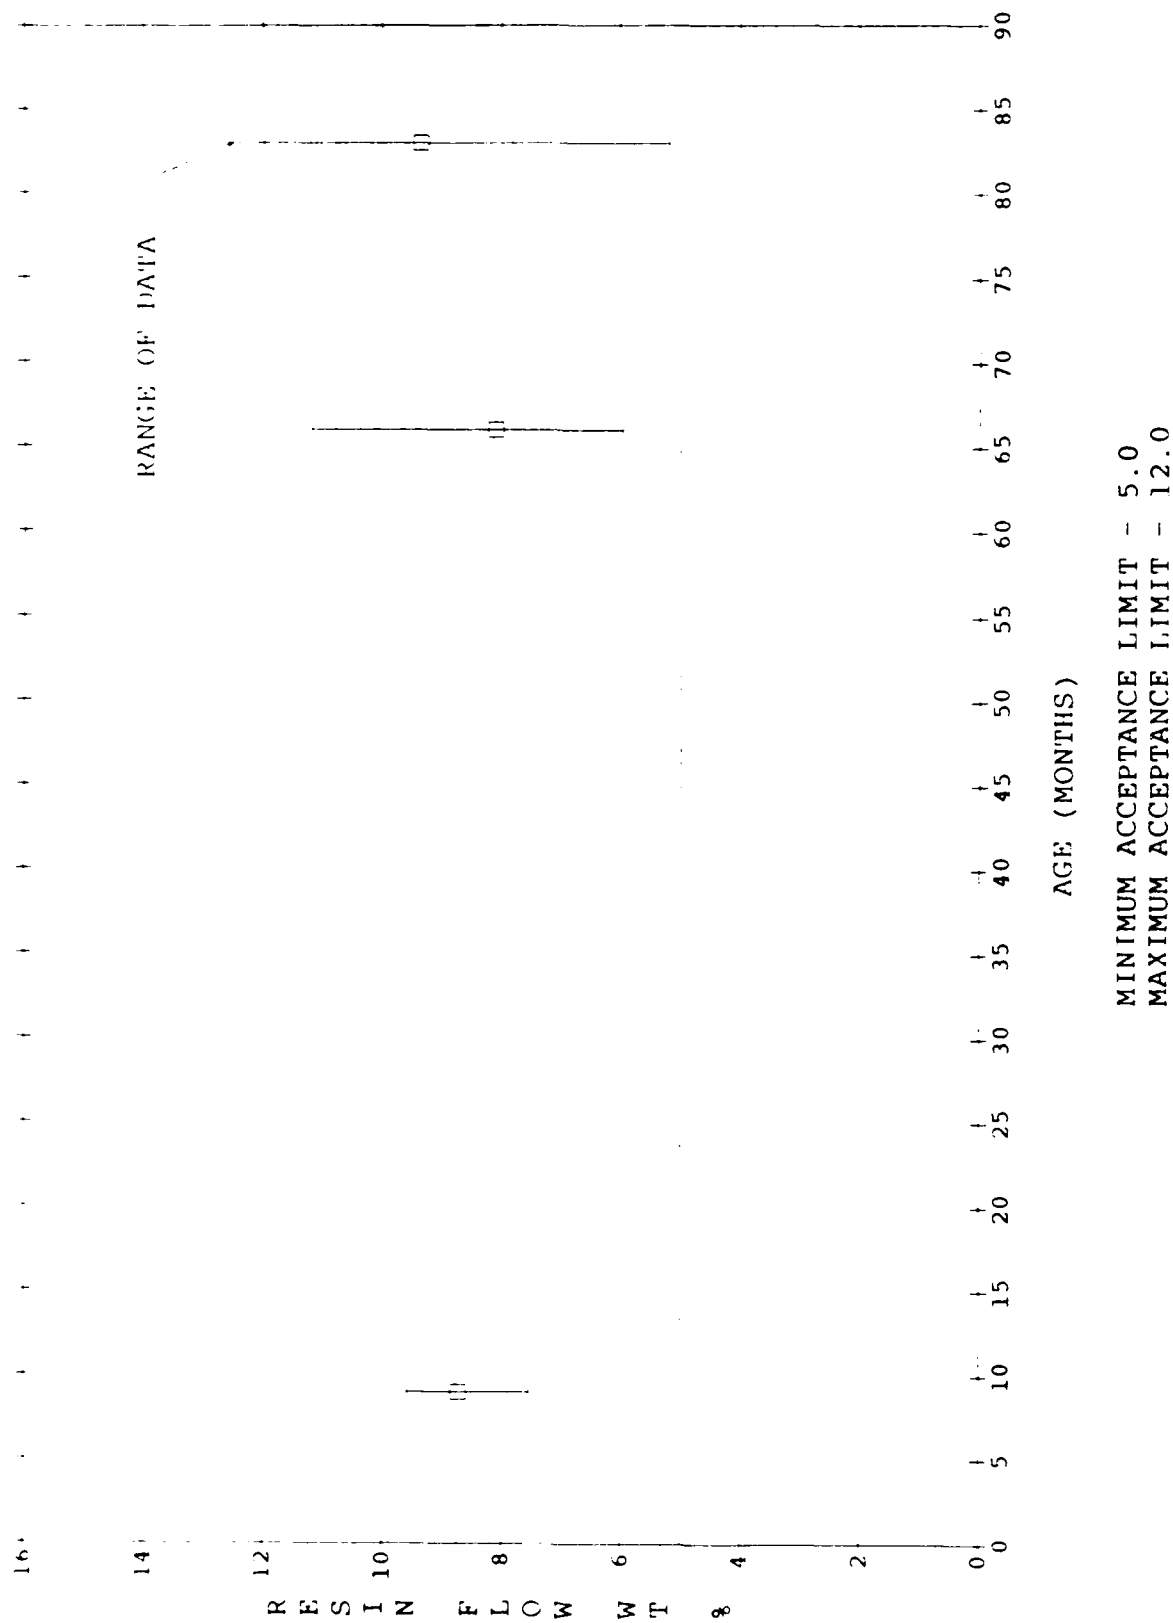 RESIN FLOW WT %
16
14
12
10
8
6
4
2
0
RANGE OF DATA
0 5 10 15 20 25 30 35 40 45 50 55 60 65 70 75 80 85 90
AGE (MONTHS)
MINIMUM ACCEPTANCE LIMIT - 5.0
MAXIMUM ACCEPTANCE LIMIT - 12.0